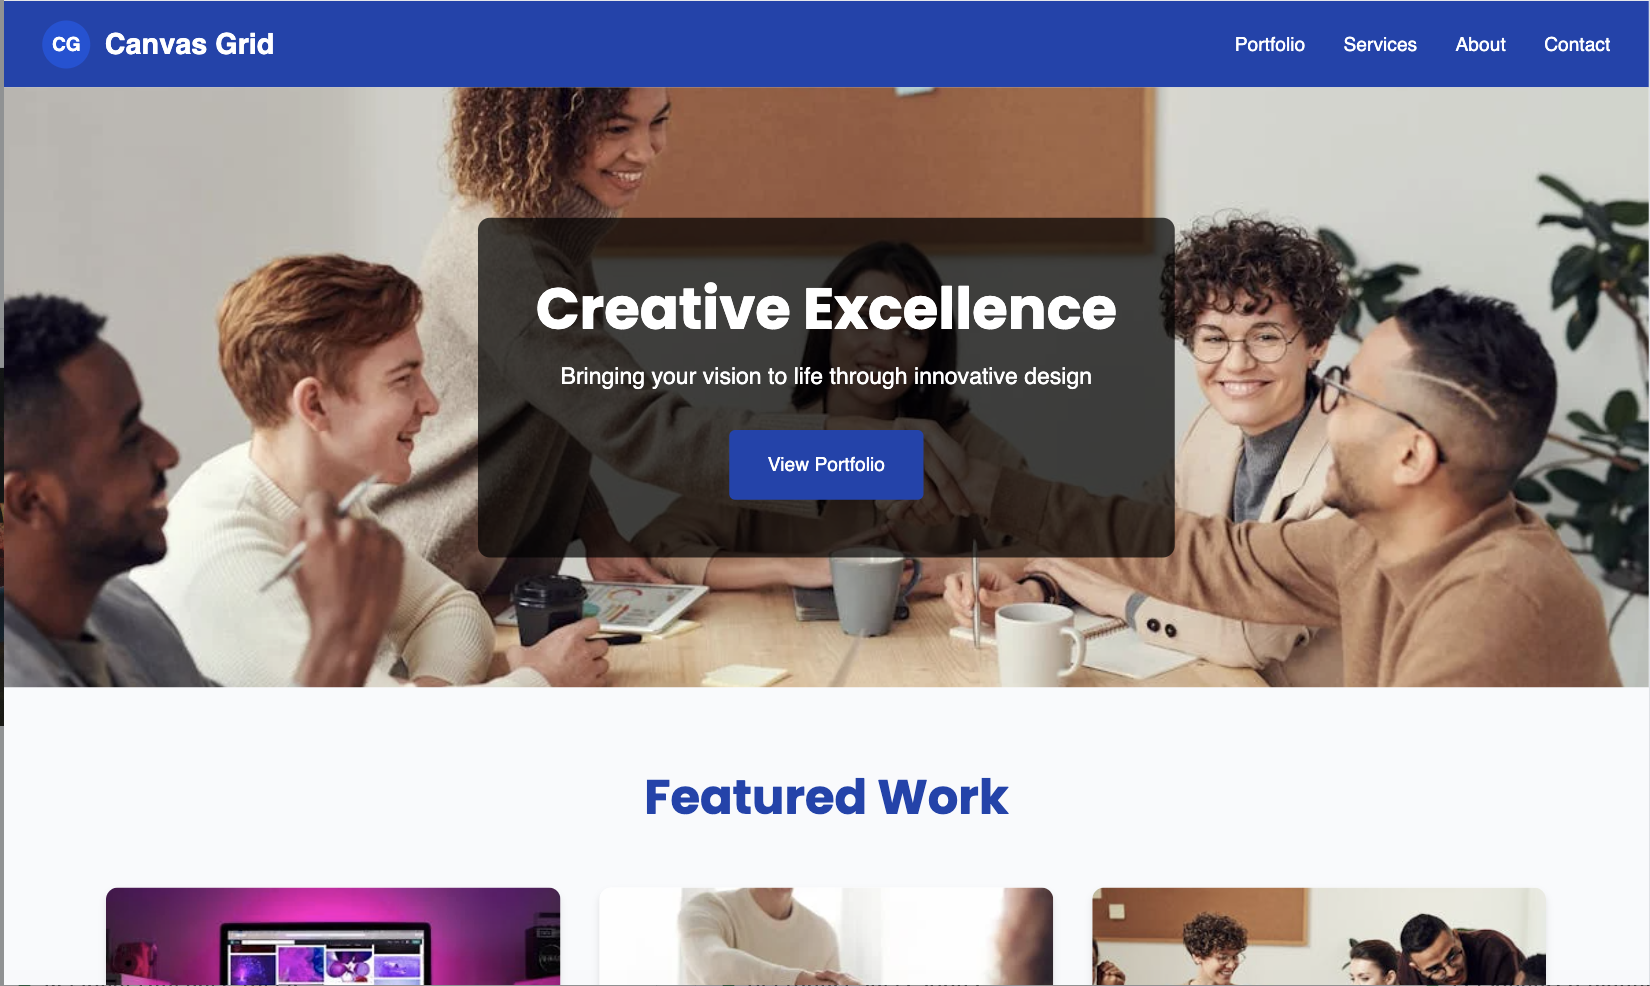 CG Canvas Grid Portfolio Services About Contact
Creative Excellence
Bringing your vision to life through innovative design
View Portfolio
Featured Work